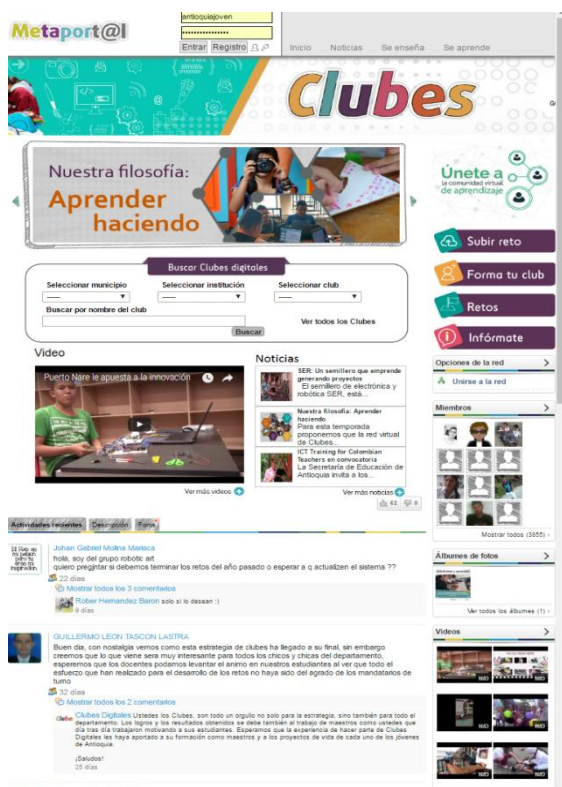 Metaport@l
antioquiajoven
Entrar Registro
Inicio Noticias Se enseña Se aprende
Clubes
Nuestra filosofía:
Aprender
haciendo
Únete a
la comunidad virtual
de aprendizaje
Subir reto
Forma tu club
Retos
Infórmate
Buscar Clubes digitales
Seleccionar municipio Seleccionar institución Seleccionar club
Buscar por nombre del club
Ver todos los Clubes
Buscar
Video
Puerto Nare le apuesta a la innovación
Ver más videos
Noticias
SER: Un semillero que emprende
generando proyectos
El semillero de electrónica y
robótica SER, está...
Nuestra filosofía: Aprender
haciendo
Para esta temporada
proponemos que la red virtual
de Clubes...
ICT Training for Colombian
Teachers en convocatoria
La Secretaría de Educación de
Antioquia invita a los...
Ver más noticias
61 0
Opciones de la red
Unirse a la red
Miembros
Mostrar todos (3855)
Álbumes de fotos
Ver todos los álbumes (1)
Videos
Actividades recientes Descripción Foros
Johan Gabriel Molina Mariaca
hola, soy del grupo robotic art
quiero pregjntar si debemos terminar los retos del año pasado o esperar a q actualizen el sistema ??
22 días
Mostrar todos los 3 comentarios
Rober Hernandez Baron solo si lo desean :)
9 días
GUILLERMO LEON TASCON LASTRA
Buen dia, con nostalgia vemos como esta estrategia de clubes ha llegado a su final, sin embargo
creemos que lo que viene sera muy interesante para todos los chicos y chicas del departamento,
esperemos que los docentes podamos levantar el animo en nuestros estudiantes al ver que todo el
esfuerzo que han realizado para el desarrollo de los retos no haya sido del agrado de los mandatarios de
turno
32 días
Mostrar todos los 2 comentarios
Clubes Digitales Ustedes los Clubes, son todo un orgullo no solo para la estrategia, sino también para todo el
departamento. Los logros y los resultados obtenidos se debe también al trabajo de maestros como ustedes que
día tras día trabajaron motivando a sus estudiantes. Esperamos que la experiencia de hacer parte de Clubes
Digitales les haya aportado a su formación como maestros y a los proyectos de vida de cada uno de los jóvenes
de Antioquia.
¡Saludos!
25 días